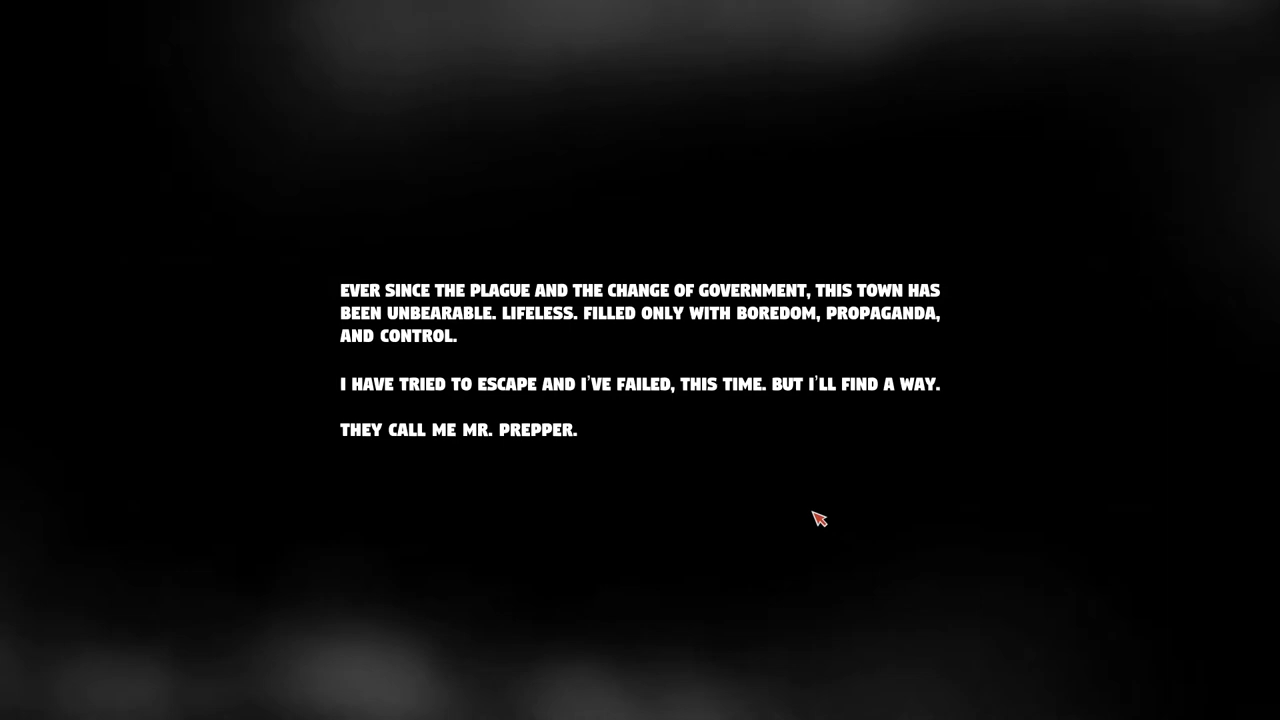 EVER SINCE THE PLAGUE AND THE CHANGE OF GOVERNMENT, THIS TOWN HAS
BEEN UNBEARABLE. LIFELESS. FILLED ONLY WITH BOREDOM, PROPAGANDA,
AND CONTROL.
I HAVE TRIED TO ESCAPE AND I'VE FAILED, THIS TIME. BUT I'LL FIND A WAY.
THEY CALL ME MR. PREPPER.